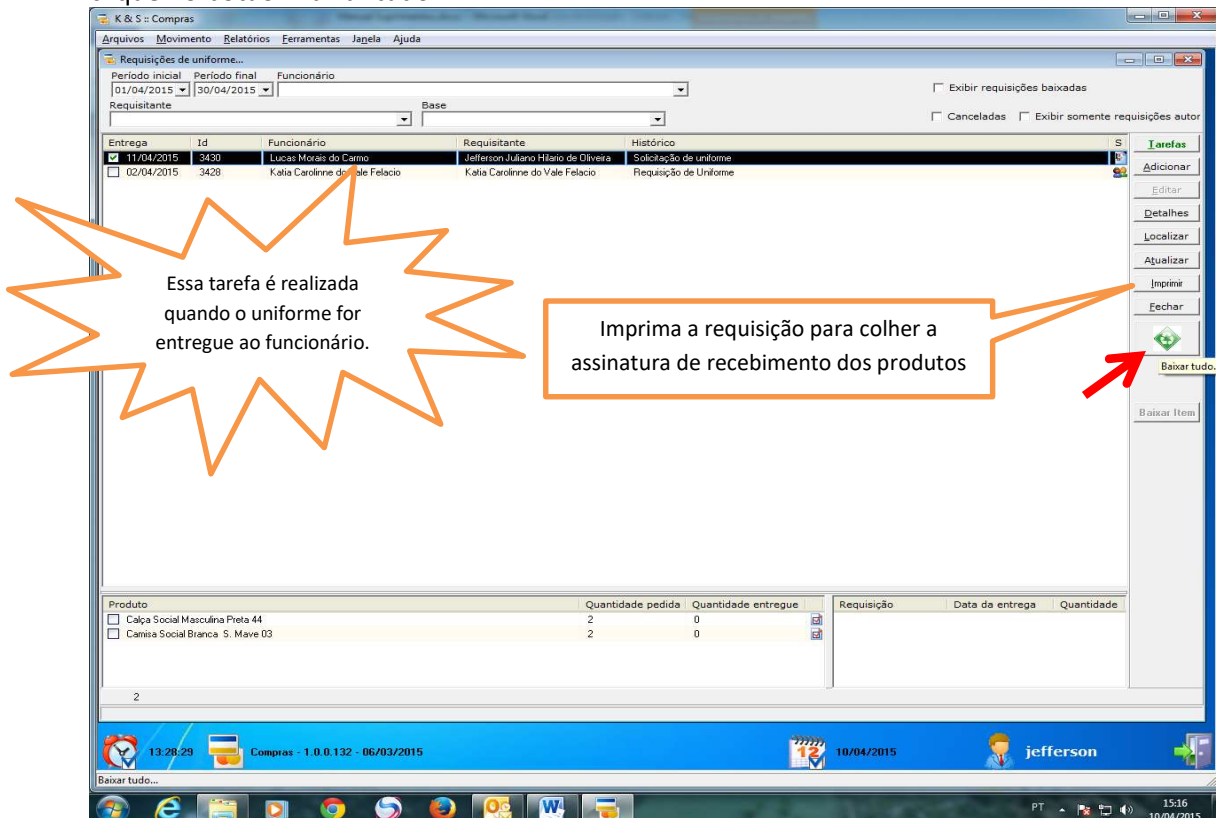 K & S :: Compras
Arquivos Movimento Relatórios Ferramentas Janela Ajuda
Requisições de uniforme...
Período inicial Período final Funcionário
01/04/2015 30/04/2015
Exibir requisições baixadas
Requisitante Base
Canceladas Exibir somente requisições autor
Entrega Id Funcionário Requisitante Histórico S
11/04/2015 3430 Lucas Morais do Carmo Jefferson Juliano Hilario de Oliveira Solicitação de uniforme
02/04/2015 3428 Katia Carolinne do Vale Felacio Katia Carolinne do Vale Felacio Requisição de Uniforme
Tarefas
Adicionar
Editar
Detalhes
Localizar
Atualizar
Imprimir
Fechar
Baixar tudo.
Baixar Item
Essa tarefa é realizada
quando o uniforme for
entregue ao funcionário.
Imprima a requisição para colher a
assinatura de recebimento dos produtos
Produto Quantidade pedida Quantidade entregue
Calça Social Masculina Preta 44 2 0
Camisa Social Branca S. Mave 03 2 0
Requisição Data da entrega Quantidade
2
13:28:29 Compras - 1.0.0.132 - 06/03/2015 12 10/04/2015 jefferson
Baixar tudo...
PT 15:16
10/04/2015